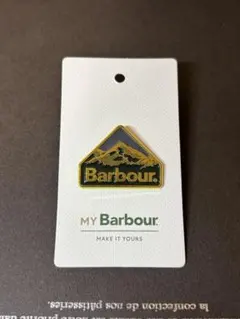 Barbour.
MY Barbour
MAKE IT YOURS
la confection de nos pâtisseries.